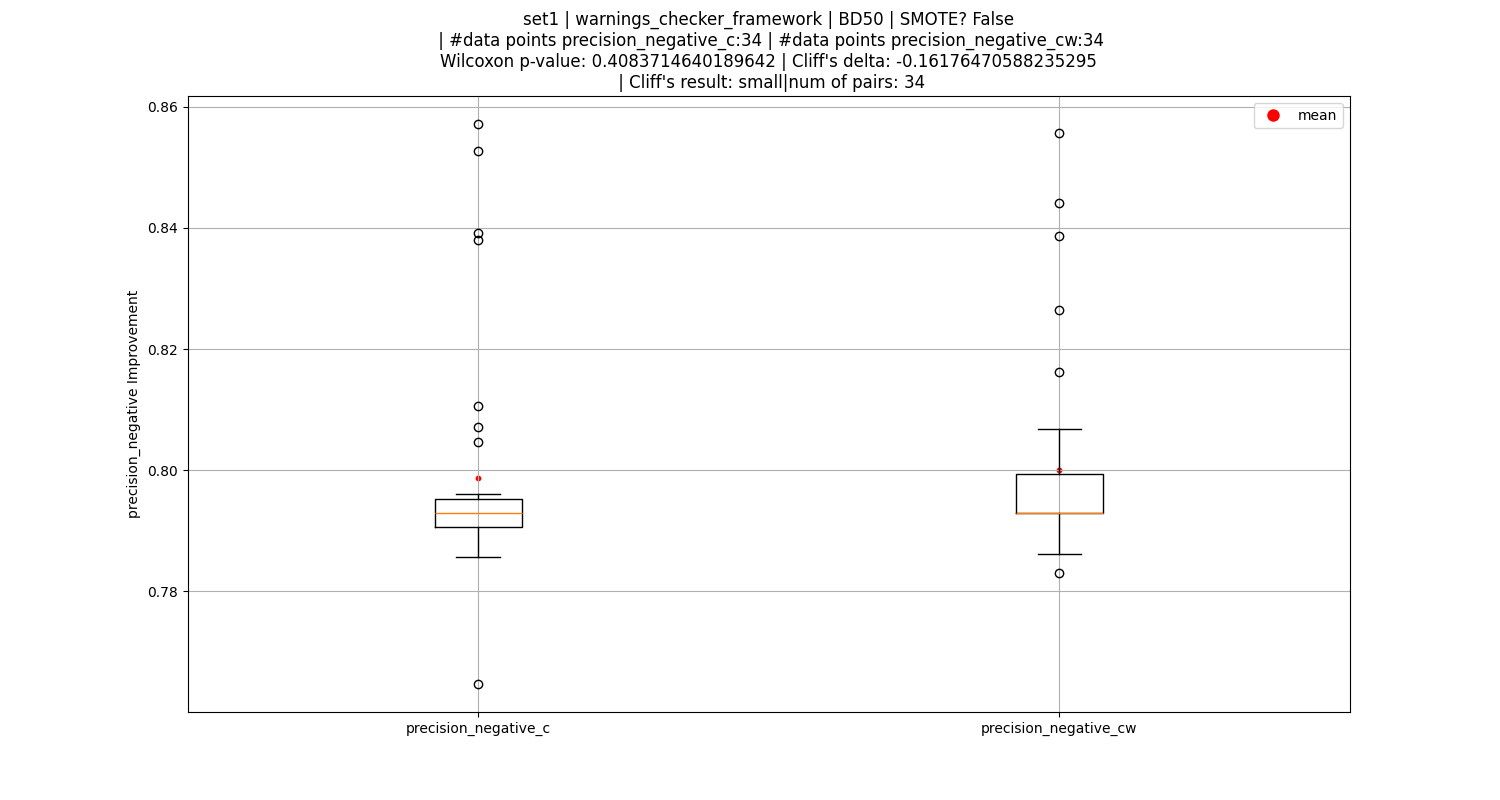 set1 | warnings_checker_framework | BD50 | SMOTE? False
| #data points precision_negative_c:34 | #data points precision_negative_cw:34
Wilcoxon p-value: 0.4083714640189642 | Cliff's delta: -0.16176470588235295
| Cliff's result: small|num of pairs: 34
mean
precision_negative Improvement
0.86
0.84
0.82
0.80
0.78
precision_negative_c
precision_negative_cw